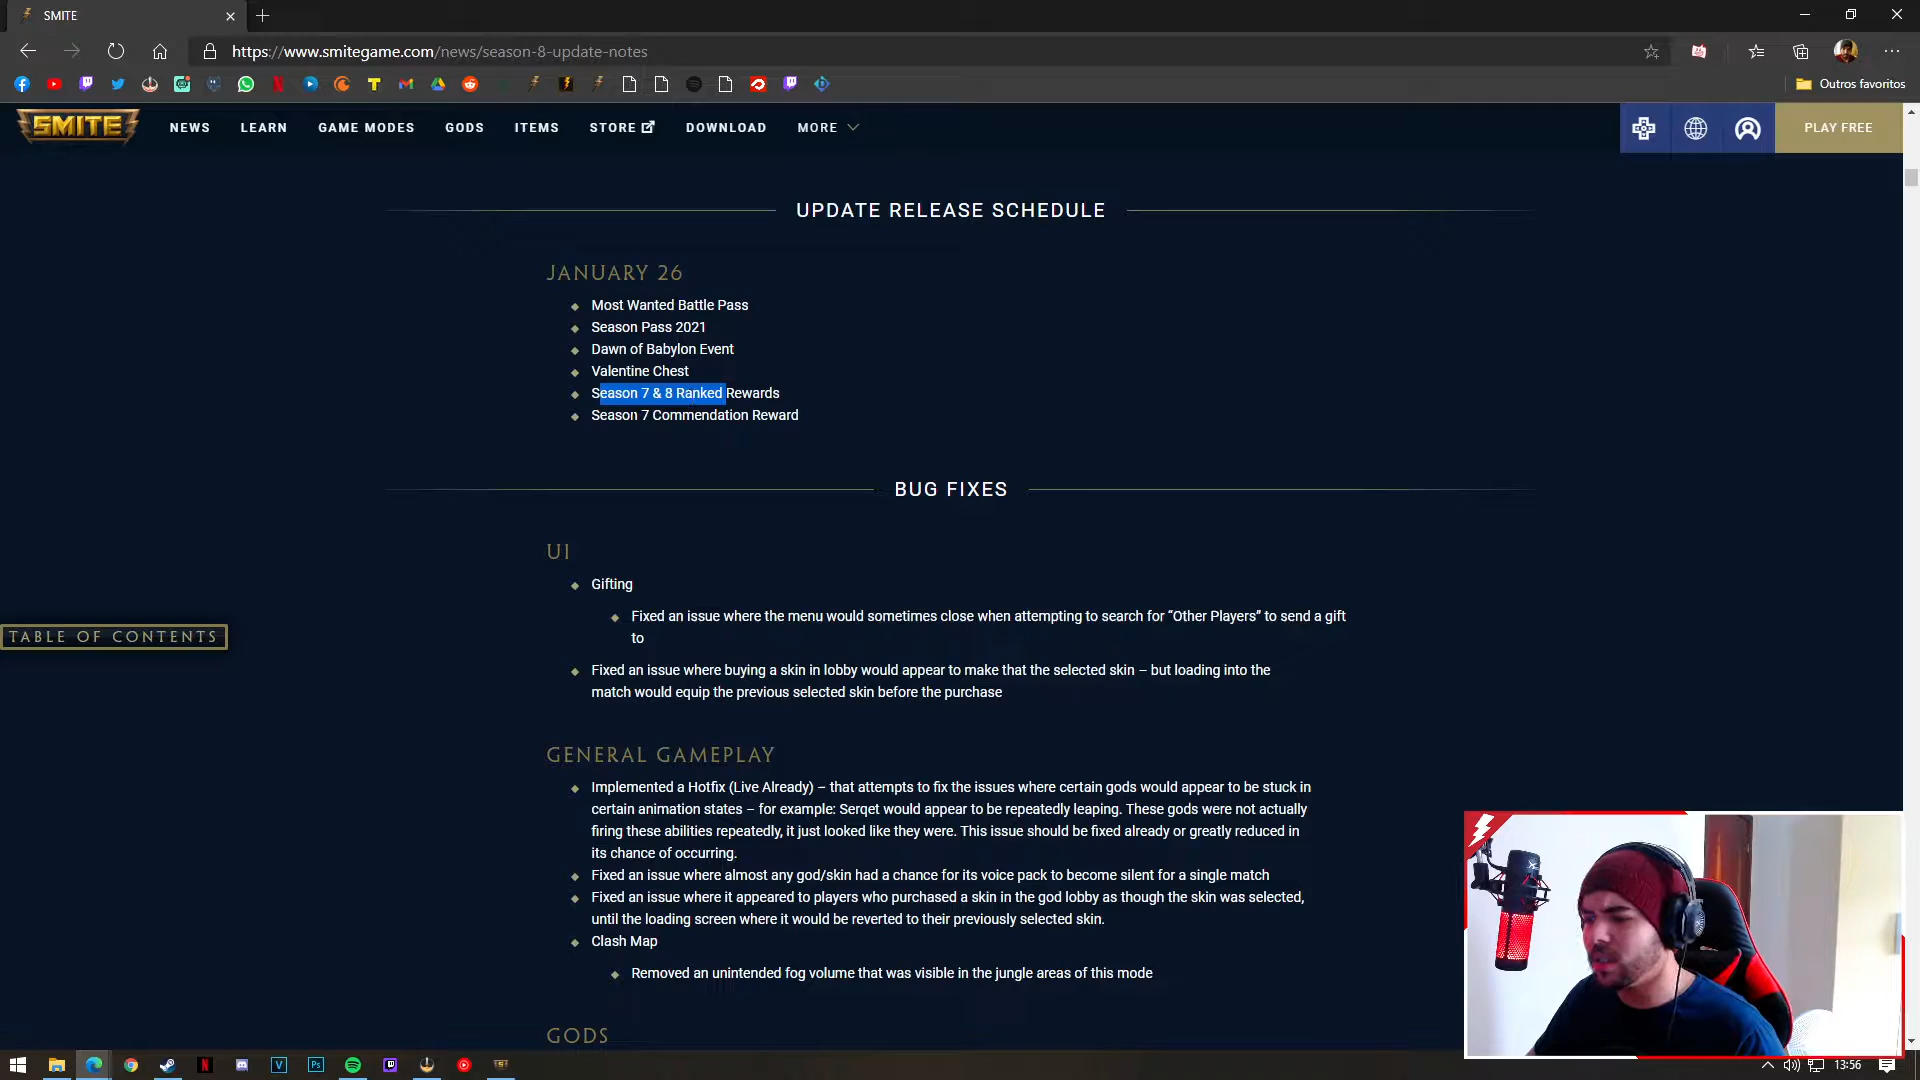 SMITE
https://www.smitegame.com/news/season-8-update-notes
Outros favoritos
SMITE
NEWS
LEARN
GAME MODES
GODS
ITEMS
STORE
DOWNLOAD
MORE
PLAY FREE
UPDATE RELEASE SCHEDULE
JANUARY 26
Most Wanted Battle Pass
Season Pass 2021
Dawn of Babylon Event
Valentine Chest
Season 7 & 8 Ranked Rewards
Season 7 Commendation Reward
BUG FIXES
UI
Gifting
Fixed an issue where the menu would sometimes close when attempting to search for “Other Players” to send a gift
to
TABLE OF CONTENTS
Fixed an issue where buying a skin in lobby would appear to make that the selected skin – but loading into the
match would equip the previous selected skin before the purchase
GENERAL GAMEPLAY
Implemented a Hotfix (Live Already) – that attempts to fix the issues where certain gods would appear to be stuck in
certain animation states – for example: Serqet would appear to be repeatedly leaping. These gods were not actually
firing these abilities repeatedly, it just looked like they were. This issue should be fixed already or greatly reduced in
its chance of occurring.
Fixed an issue where almost any god/skin had a chance for its voice pack to become silent for a single match
Fixed an issue where it appeared to players who purchased a skin in the god lobby as though the skin was selected,
until the loading screen where it would be reverted to their previously selected skin.
Clash Map
Removed an unintended fog volume that was visible in the jungle areas of this mode
GODS
13:56